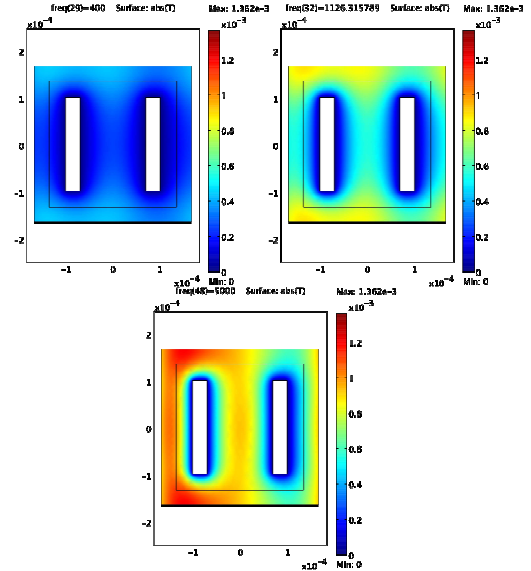 freq(29)=400 Surface: abs(T) Max: 1.362e-3
x10⁻⁴ x10⁻³
2
1
0
-1
-2
-1 0 1
x10⁻⁴
1.2
1
0.8
0.6
0.4
0.2
0
Min: 0
freq(32)=1126.315789 Surface: abs(T) Max: 1.362e-3
x10⁻⁴ x10⁻³
2
1
0
-1
-2
-1 0 1
x10⁻⁴
1.2
1
0.8
0.6
0.4
0.2
0
Min: 0
freq(48)=5000 Surface: abs(T) Max: 1.362e-3
x10⁻⁴ x10⁻³
2
1
0
-1
-2
-1 0 1
x10⁻⁴
1.2
1
0.8
0.6
0.4
0.2
0
Min: 0